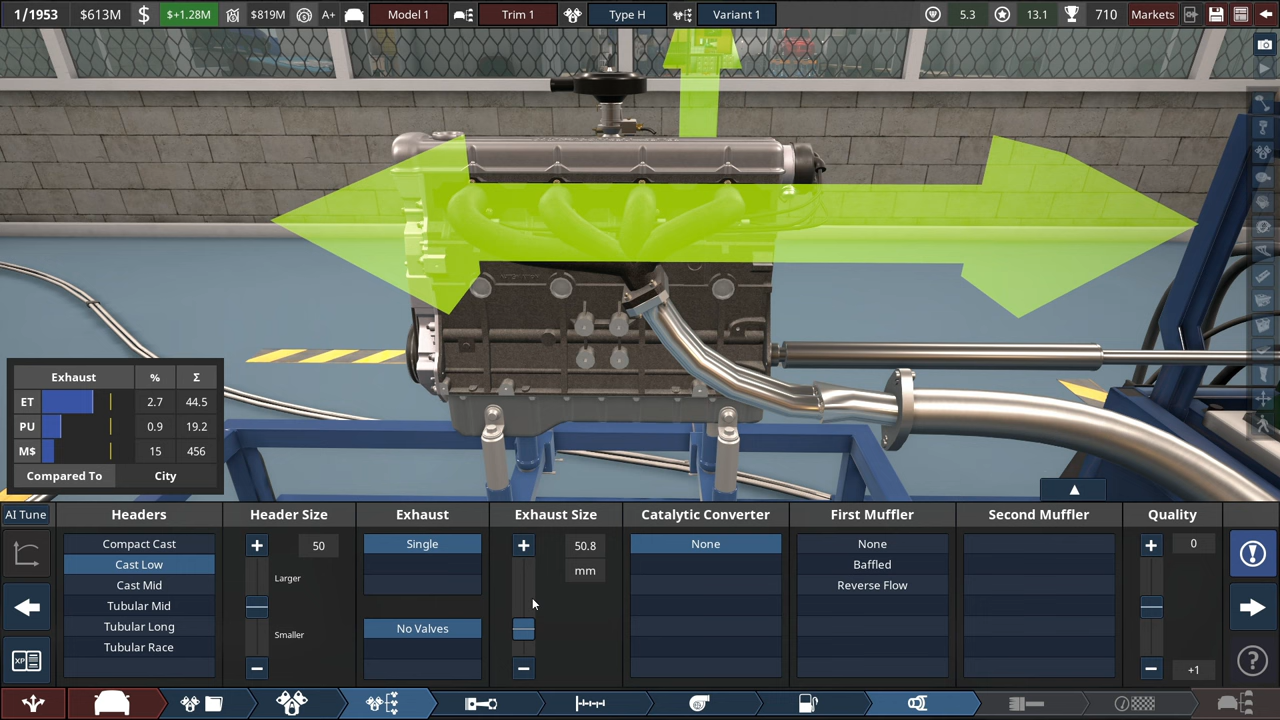 1/1953 $613M $+1.28M $819M A+ Model 1 Trim 1 Type H Variant 1 5.3 13.1 710 Markets
Exhaust % Σ
ET 2.7 44.5
PU 0.9 19.2
M$ 15 456
Compared To City
AI Tune Headers Header Size Exhaust Exhaust Size Catalytic Converter First Muffler Second Muffler Quality
Compact Cast 50 Single 50.8 None None 0
Cast Low mm Baffled
Cast Mid Larger Reverse Flow
Tubular Mid
Tubular Long Smaller No Valves
Tubular Race
+1
XP